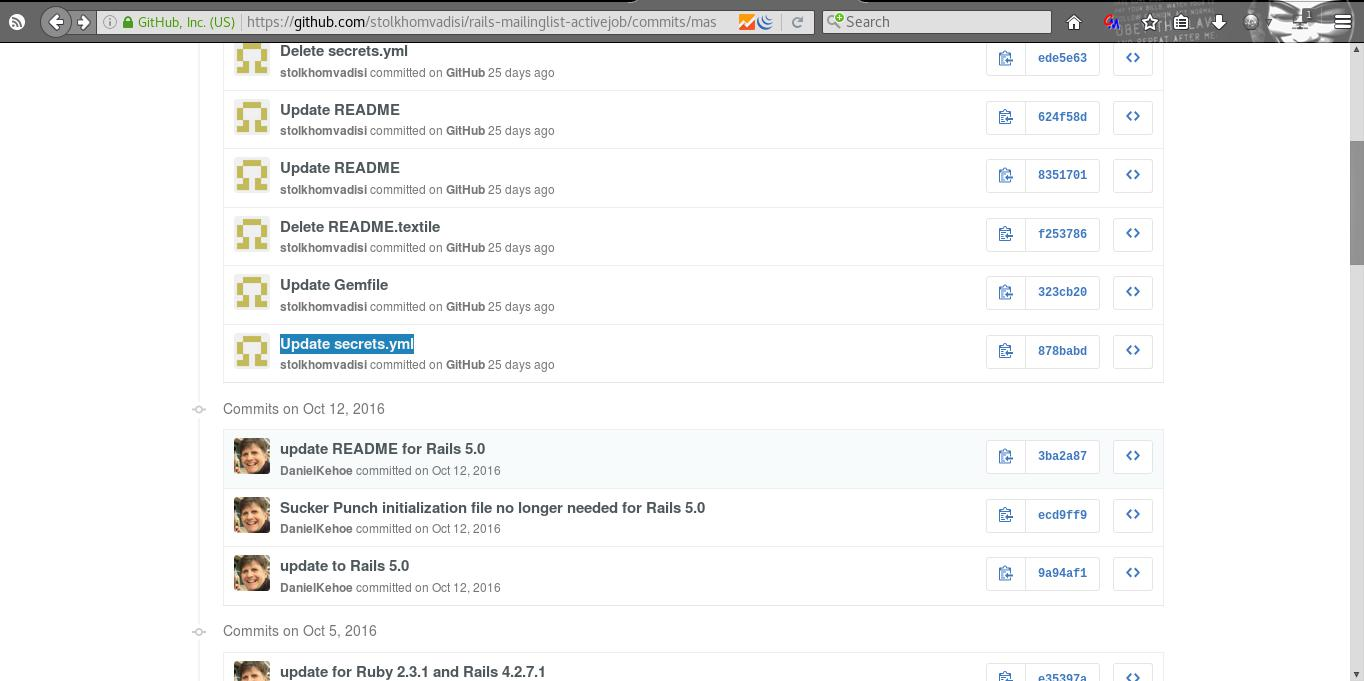 GitHub, Inc. (US)
https://github.com/stolkhomvadisi/rails-mailinglist-activejob/commits/mas
Search
1
Delete secrets.yml
stolkhomvadisi committed on GitHub 25 days ago
ede5e63
Update README
stolkhomvadisi committed on GitHub 25 days ago
624f58d
Update README
stolkhomvadisi committed on GitHub 25 days ago
8351701
Delete README.textile
stolkhomvadisi committed on GitHub 25 days ago
f253786
Update Gemfile
stolkhomvadisi committed on GitHub 25 days ago
323cb20
Update secrets.yml
stolkhomvadisi committed on GitHub 25 days ago
878babd
Commits on Oct 12, 2016
update README for Rails 5.0
DanielKehoe committed on Oct 12, 2016
3ba2a87
Sucker Punch initialization file no longer needed for Rails 5.0
DanielKehoe committed on Oct 12, 2016
ecd9ff9
update to Rails 5.0
DanielKehoe committed on Oct 12, 2016
9a94af1
Commits on Oct 5, 2016
update for Ruby 2.3.1 and Rails 4.2.7.1
e35397a